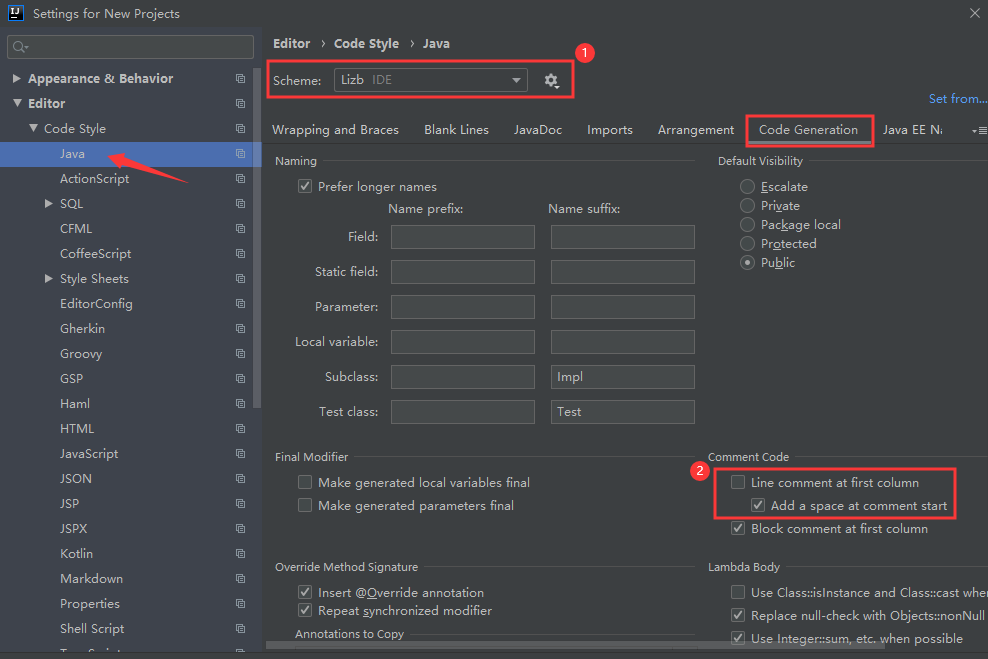 IJ Settings for New Projects
Appearance & Behavior
Editor
Code Style
Java
ActionScript
SQL
CFML
CoffeeScript
Style Sheets
EditorConfig
Gherkin
Groovy
GSP
Haml
HTML
JavaScript
JSON
JSP
JSPX
Kotlin
Markdown
Properties
Shell Script
Editor › Code Style › Java
1
Scheme: Lizb IDE
Set from...
Wrapping and Braces Blank Lines JavaDoc Imports Arrangement Code Generation Java EE Na
Naming
Prefer longer names
Name prefix: Name suffix:
Field:
Static field:
Parameter:
Local variable:
Subclass: Impl
Test class: Test
Default Visibility
Escalate
Private
Package local
Protected
Public
Final Modifier
Make generated local variables final
Make generated parameters final
Comment Code
2
Line comment at first column
Add a space at comment start
Block comment at first column
Override Method Signature
Insert @Override annotation
Repeat synchronized modifier
Annotations to Copy
Lambda Body
Use Class::isInstance and Class::cast when
Replace null-check with Objects::nonNull
Use Integer::sum, etc. when possible